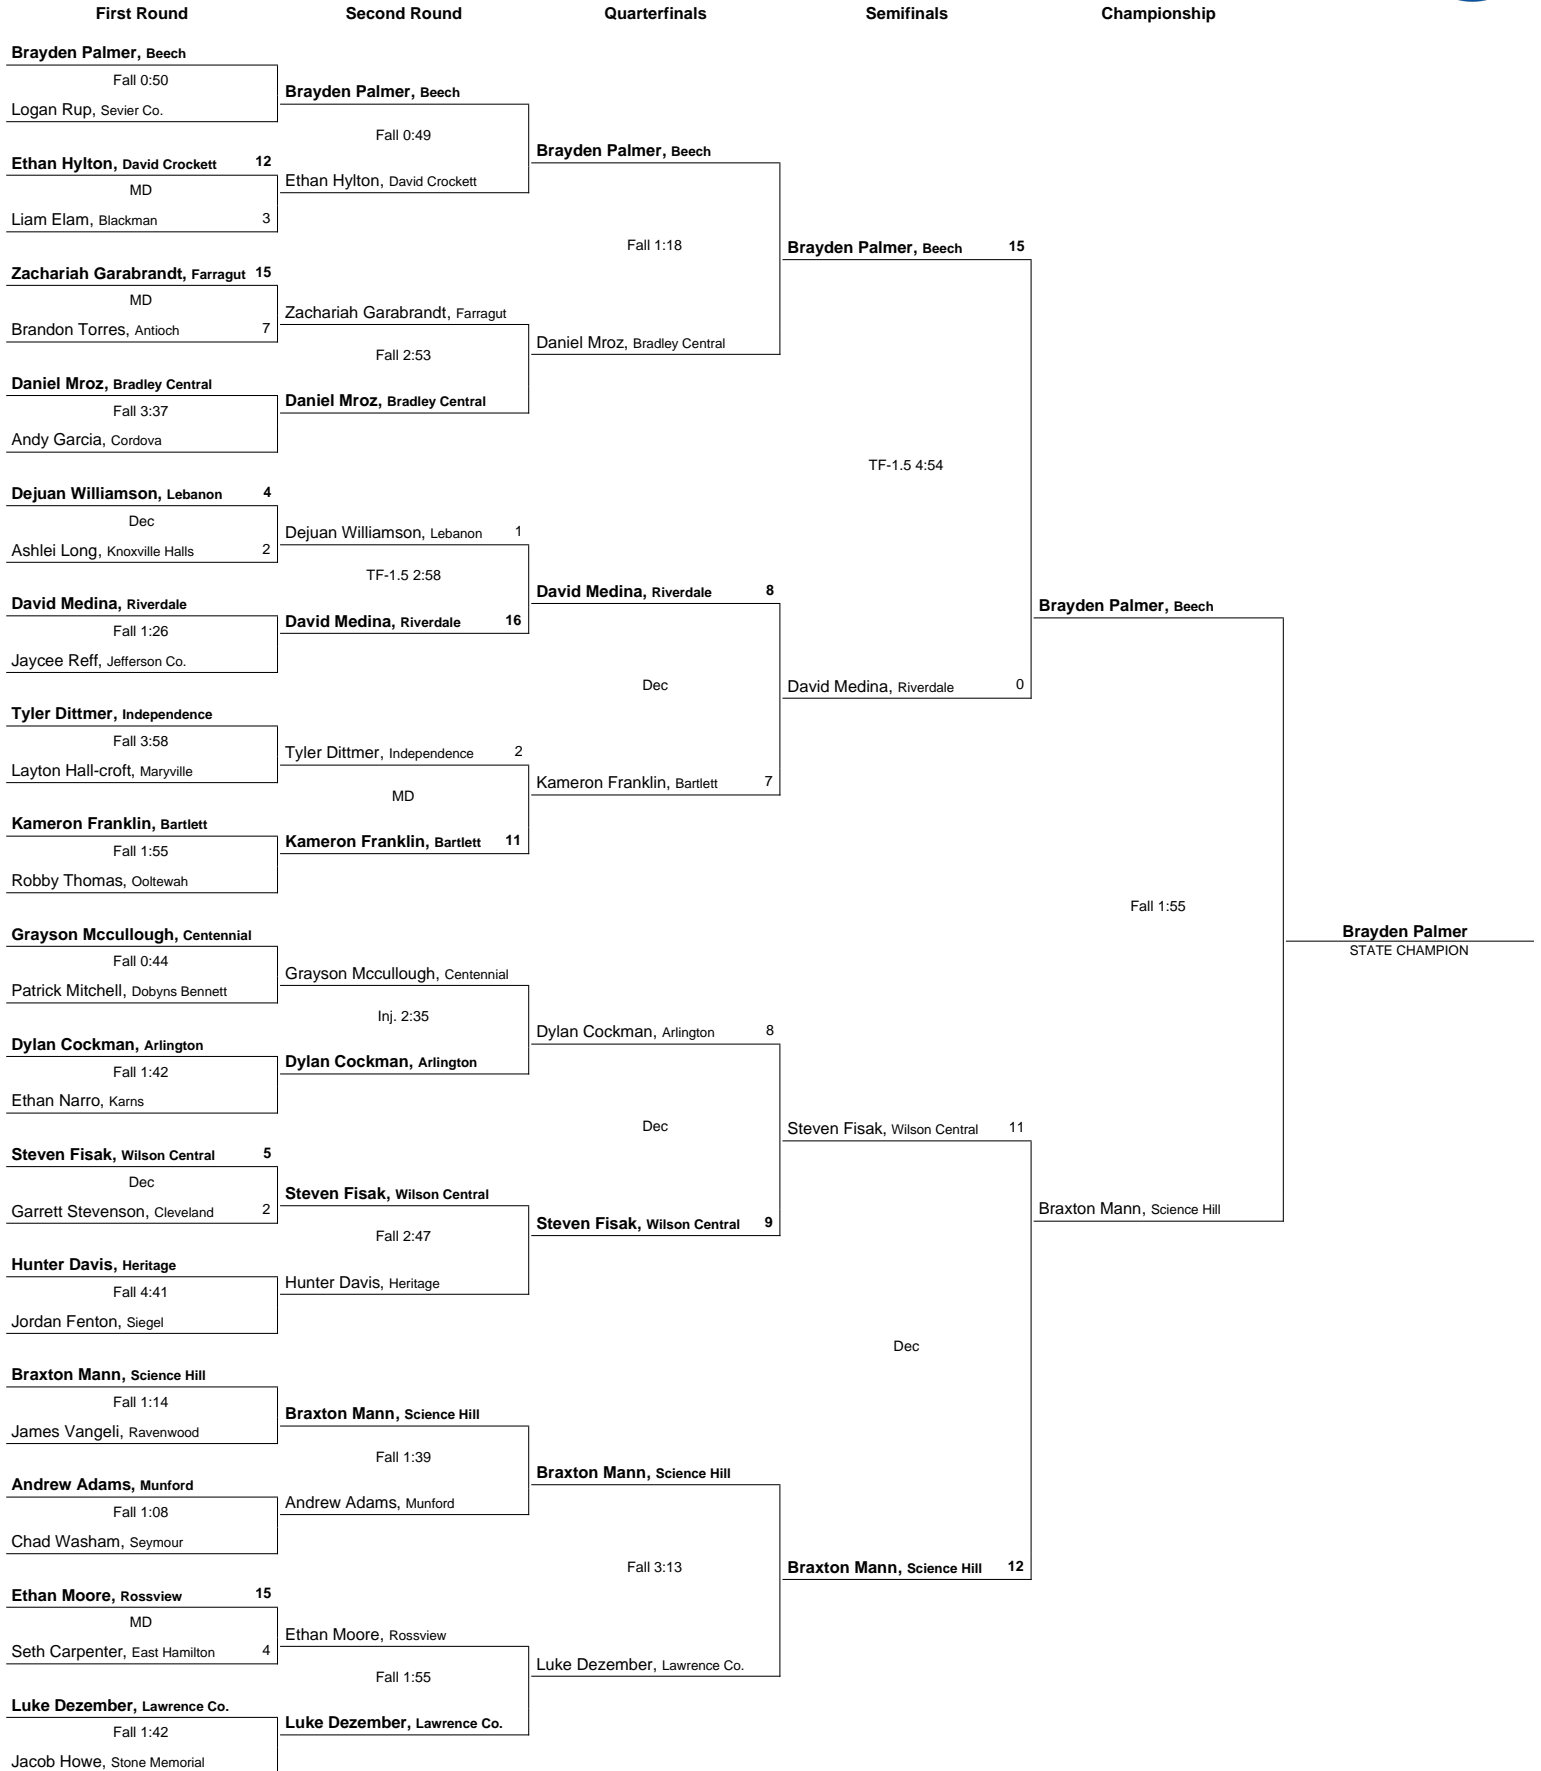 First Round Second Round Quarterfinals Semifinals Championship
Brayden Palmer, Beech
Fall 0:50
Logan Rup, Sevier Co.
Ethan Hylton, David Crockett 12
MD
Liam Elam, Blackman 3
Zachariah Garabrandt, Farragut 15
MD
Brandon Torres, Antioch 7
Daniel Mroz, Bradley Central
Fall 3:37
Andy Garcia, Cordova
Dejuan Williamson, Lebanon 4
Dec
Ashlei Long, Knoxville Halls 2
David Medina, Riverdale
Fall 1:26
Jaycee Reff, Jefferson Co.
Tyler Dittmer, Independence
Fall 3:58
Layton Hall-croft, Maryville
Kameron Franklin, Bartlett
Fall 1:55
Robby Thomas, Ooltewah
Grayson Mccullough, Centennial
Fall 0:44
Patrick Mitchell, Dobyns Bennett
Dylan Cockman, Arlington
Fall 1:42
Ethan Narro, Karns
Steven Fisak, Wilson Central 5
Dec
Garrett Stevenson, Cleveland 2
Hunter Davis, Heritage
Fall 4:41
Jordan Fenton, Siegel
Braxton Mann, Science Hill
Fall 1:14
James Vangeli, Ravenwood
Andrew Adams, Munford
Fall 1:08
Chad Washam, Seymour
Ethan Moore, Rossview 15
MD
Seth Carpenter, East Hamilton 4
Luke Dezember, Lawrence Co.
Fall 1:42
Jacob Howe, Stone Memorial
Brayden Palmer, Beech
Fall 0:49
Ethan Hylton, David Crockett
Zachariah Garabrandt, Farragut
Fall 2:53
Daniel Mroz, Bradley Central
Dejuan Williamson, Lebanon 1
TF-1.5 2:58
David Medina, Riverdale 16
Tyler Dittmer, Independence 2
MD
Kameron Franklin, Bartlett 11
Grayson Mccullough, Centennial
Inj. 2:35
Dylan Cockman, Arlington
Steven Fisak, Wilson Central
Fall 2:47
Hunter Davis, Heritage
Braxton Mann, Science Hill
Fall 1:39
Andrew Adams, Munford
Ethan Moore, Rossview
Fall 1:55
Luke Dezember, Lawrence Co.
Brayden Palmer, Beech
Fall 1:18
Daniel Mroz, Bradley Central
David Medina, Riverdale 8
Dec
Kameron Franklin, Bartlett 7
Dylan Cockman, Arlington 8
Dec
Steven Fisak, Wilson Central 9
Braxton Mann, Science Hill
Fall 3:13
Luke Dezember, Lawrence Co.
Brayden Palmer, Beech 15
TF-1.5 4:54
David Medina, Riverdale 0
Steven Fisak, Wilson Central 11
Dec
Braxton Mann, Science Hill 12
Brayden Palmer, Beech
Fall 1:55
Braxton Mann, Science Hill
Brayden Palmer
STATE CHAMPION